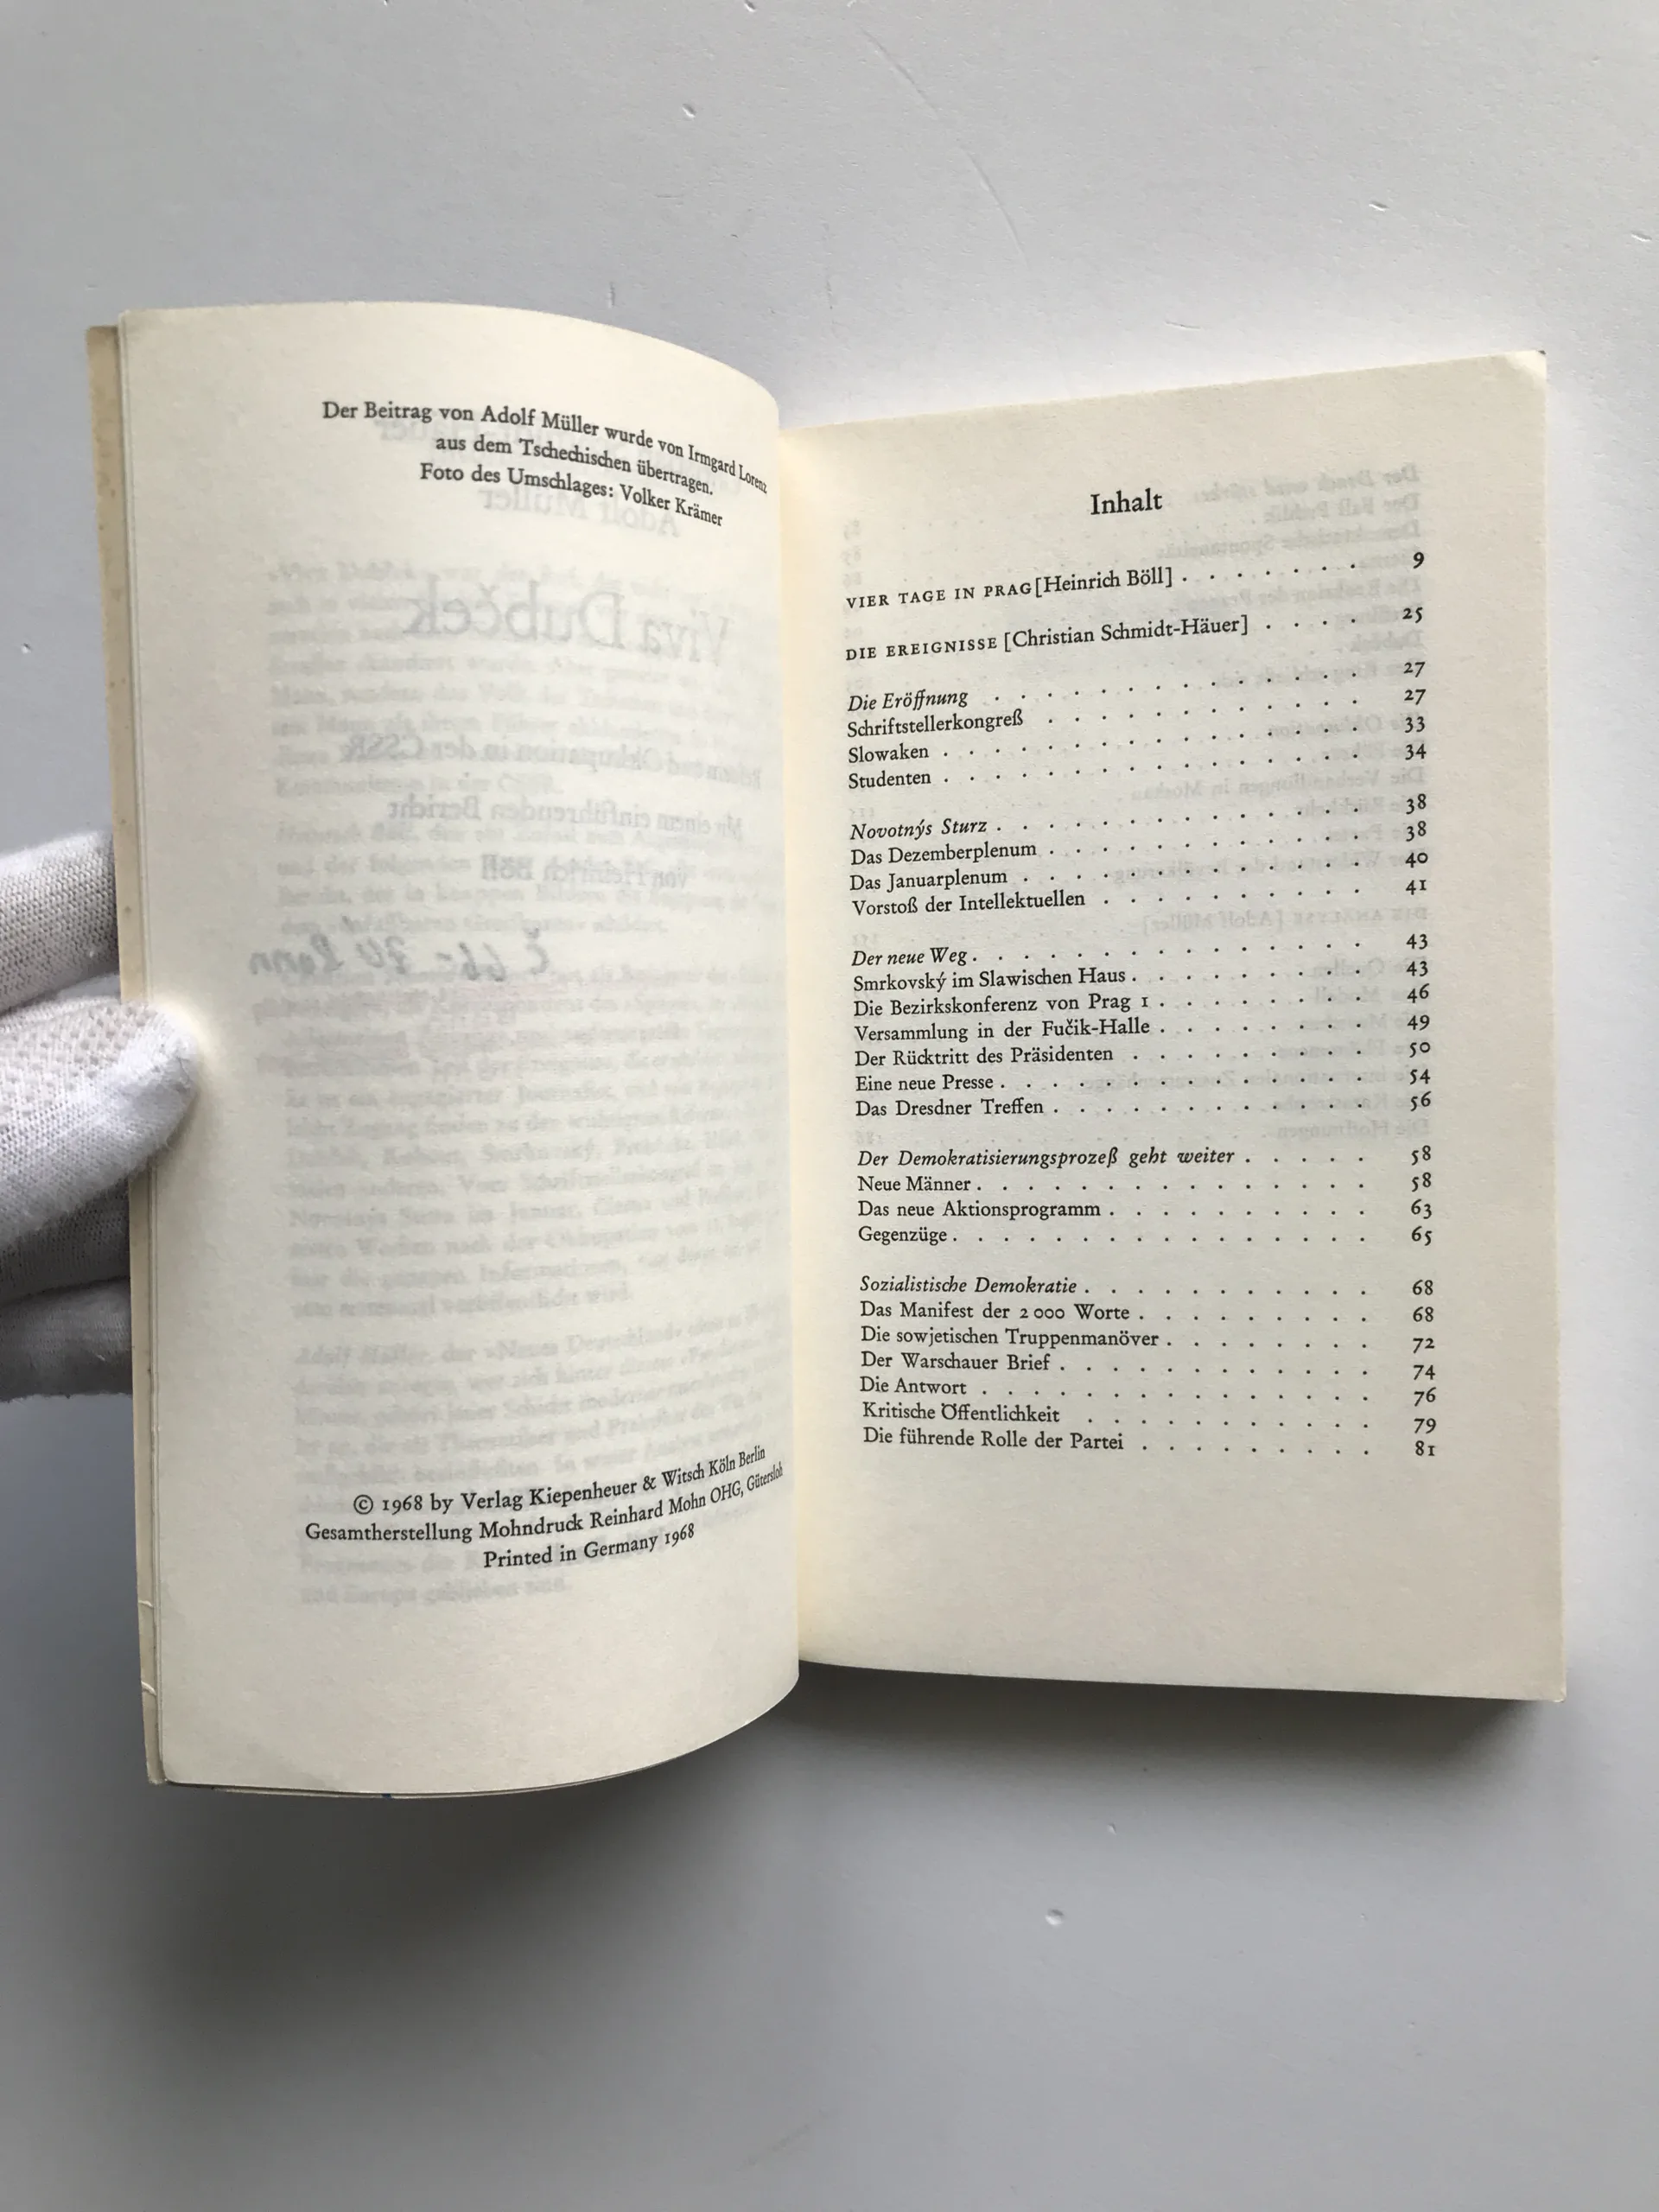 Der Beitrag von Adolf Müller wurde von Irmgard Lorenz
aus dem Tschechischen übertragen.
Foto des Umschlages: Volker Krämer
© 1968 by Verlag Kiepenheuer & Witsch Köln Berlin
Gesamtherstellung Mohndruck Reinhard Mohn OHG, Gütersloh
Printed in Germany 1968
Inhalt
VIER TAGE IN PRAG [Heinrich Böll] . . . . . . . 9
DIE EREIGNISSE [Christian Schmidt-Häuer] . . . . 25
Die Eröffnung . . . . . . . . . . . . . . 27
Schriftstellerkongreß . . . . . . . . . . . . 27
Slowaken . . . . . . . . . . . . . . . . 33
Studenten . . . . . . . . . . . . . . . . 34
Novotnýs Sturz . . . . . . . . . . . . . . 38
Das Dezemberplenum . . . . . . . . . . . . 38
Das Januarplenum . . . . . . . . . . . . . 40
Vorstoß der Intellektuellen . . . . . . . . . . 41
Der neue Weg . . . . . . . . . . . . . . . 43
Smrkovský im Slawischen Haus . . . . . . . . . 43
Die Bezirkskonferenz von Prag 1 . . . . . . . . 46
Versammlung in der Fučik-Halle . . . . . . . . 49
Der Rücktritt des Präsidenten . . . . . . . . . 50
Eine neue Presse . . . . . . . . . . . . . . 54
Das Dresdner Treffen . . . . . . . . . . . . 56
Der Demokratisierungsprozeß geht weiter . . . . . 58
Neue Männer . . . . . . . . . . . . . . . 58
Das neue Aktionsprogramm . . . . . . . . . . 63
Gegenzüge . . . . . . . . . . . . . . . . 65
Sozialistische Demokratie . . . . . . . . . . . 68
Das Manifest der 2 000 Worte . . . . . . . . . 68
Die sowjetischen Truppenmanöver . . . . . . . . 72
Der Warschauer Brief . . . . . . . . . . . . 74
Die Antwort . . . . . . . . . . . . . . . 76
Kritische Öffentlichkeit . . . . . . . . . . . 79
Die führende Rolle der Partei . . . . . . . . . 81